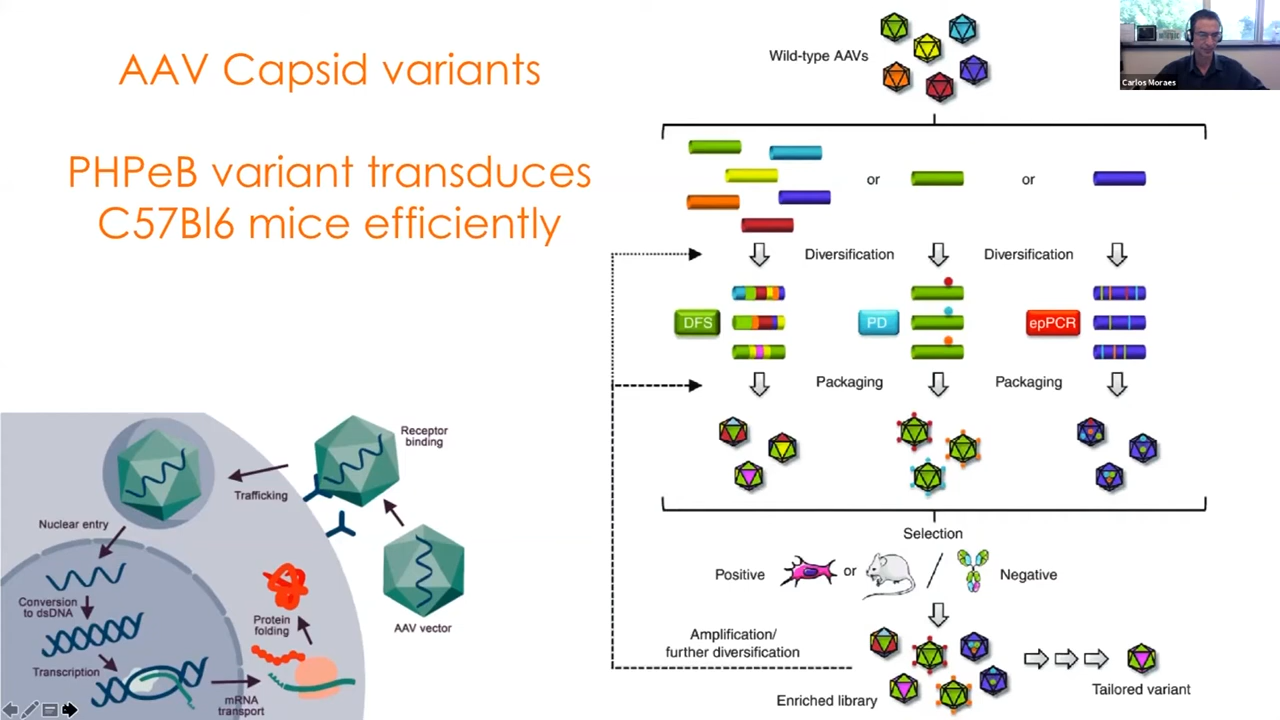 AAV Capsid variants
PHPeB variant transduces
C57Bl6 mice efficiently
Wild-type AAVs
Carlos Moraes
or
or
Diversification
Diversification
DFS
PD
epPCR
Packaging
Packaging
Selection
Positive
or
/
Negative
Amplification/
further diversification
Enriched library
Tailored variant
Receptor
binding
Trafficking
Nuclear entry
Conversion
to dsDNA
Transcription
mRNA
transport
Protein
folding
AAV vector